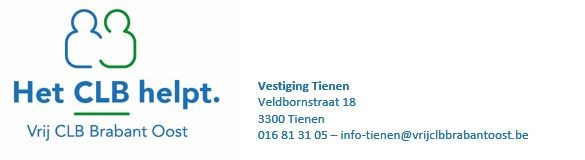 Het CLB helpt.
Vrij CLB Brabant Oost
Vestiging Tienen
Veldbornstraat 18
3300 Tienen
016 81 31 05 – info-tienen@vrijclbbrabantoost.be